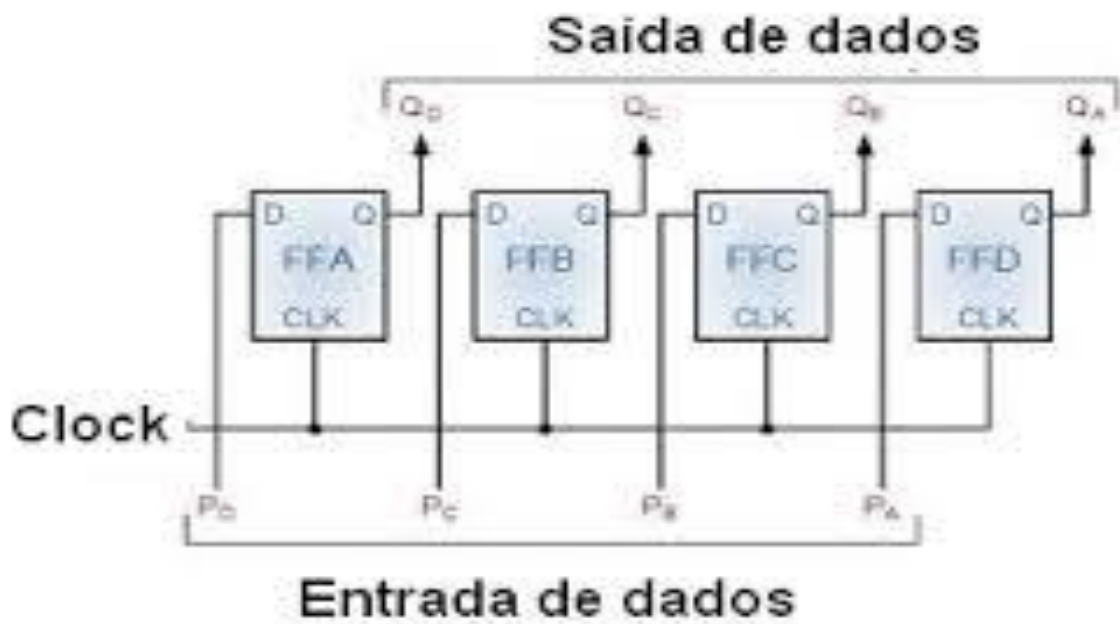 Saída de dados
QD QC QB QA
D Q D Q D Q D Q
FFA FFB FFC FFD
CLK CLK CLK CLK
Clock
PD PC PB PA
Entrada de dados